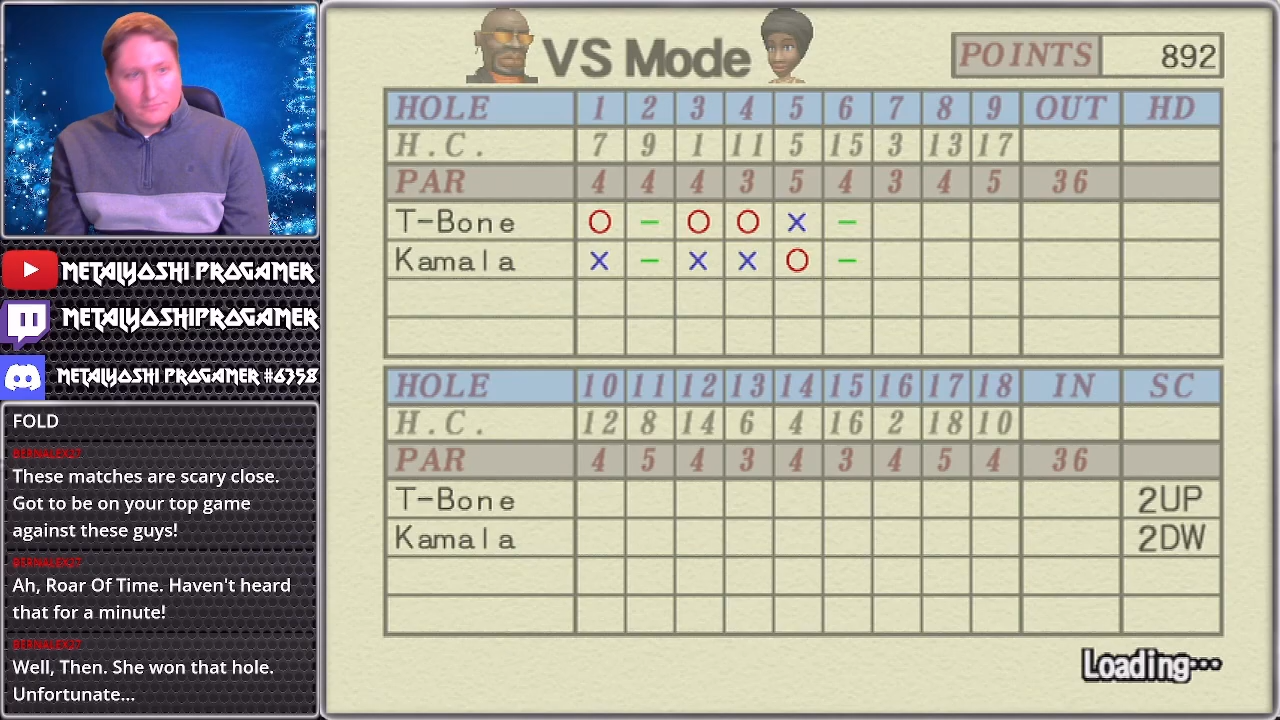 VS Mode
POINTS 892
HOLE 1 2 3 4 5 6 7 8 9 OUT HD
H.C. 7 9 1 11 5 15 3 13 17
PAR 4 4 4 3 5 4 3 4 5 36
T-Bone O – O O × –
Kamala × – × × O –
HOLE 10 11 12 13 14 15 16 17 18 IN SC
H.C. 12 8 14 6 4 16 2 18 10
PAR 4 5 4 3 4 3 4 5 4 36
T-Bone 2UP
Kamala 2DW
Loading...
METALYOSHI PROGAMER
METALYOSHIPROGAMER
METALYOSHI PROGAMER #6358
FOLD
BERNALEX27
These matches are scary close.
Got to be on your top game
against these guys!
BERNALEX27
Ah, Roar Of Time. Haven't heard
that for a minute!
BERNALEX27
Well, Then. She won that hole.
Unfortunate...